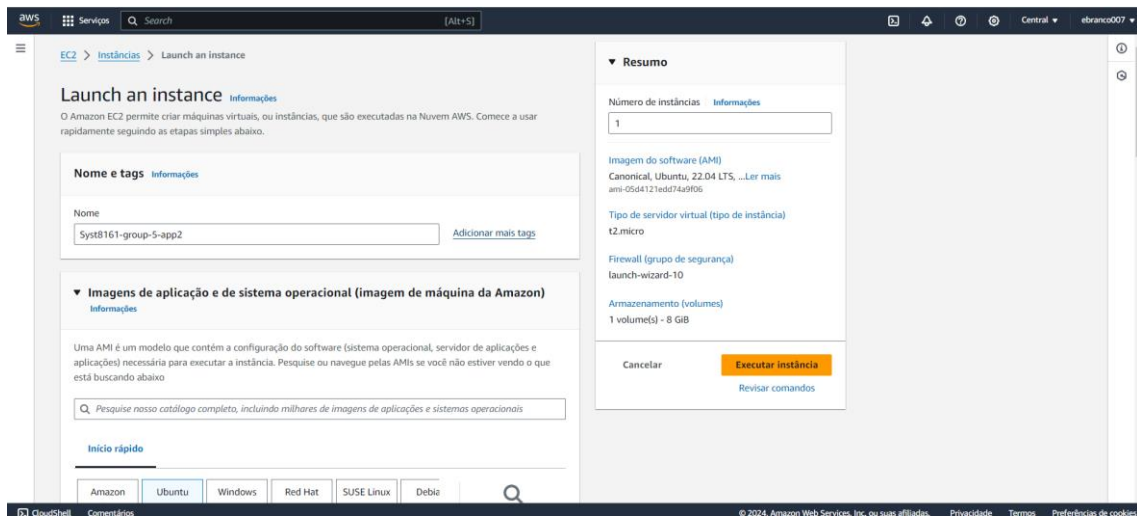 aws
Serviços
Search
[Alt+S]
Central
ebranco007
EC2 > Instâncias > Launch an instance
Launch an instance Informações
O Amazon EC2 permite criar máquinas virtuais, ou instâncias, que são executadas na Nuvem AWS. Comece a usar
rapidamente seguindo as etapas simples abaixo.
Nome e tags Informações
Nome
Syst8161-group-5-app2
Adicionar mais tags
Imagens de aplicação e de sistema operacional (imagem de máquina da Amazon)
Informações
Uma AMI é um modelo que contém a configuração do software (sistema operacional, servidor de aplicações e
aplicações) necessária para executar a instância. Pesquise ou navegue pelas AMIs se você não estiver vendo o que
está buscando abaixo
Pesquise nosso catálogo completo, incluindo milhares de imagens de aplicações e sistemas operacionais
Início rápido
Amazon
Ubuntu
Windows
Red Hat
SUSE Linux
Debia
Resumo
Número de instâncias Informações
1
Imagem do software (AMI)
Canonical, Ubuntu, 22.04 LTS, ...Ler mais
ami-05d4121edd74a9f06
Tipo de servidor virtual (tipo de instância)
t2.micro
Firewall (grupo de segurança)
launch-wizard-10
Armazenamento (volumes)
1 volume(s) - 8 GiB
Cancelar
Executar instância
Revisar comandos
CloudShell
Comentários
© 2024, Amazon Web Services, Inc. ou suas afiliadas.
Privacidade
Termos
Preferências de cookies